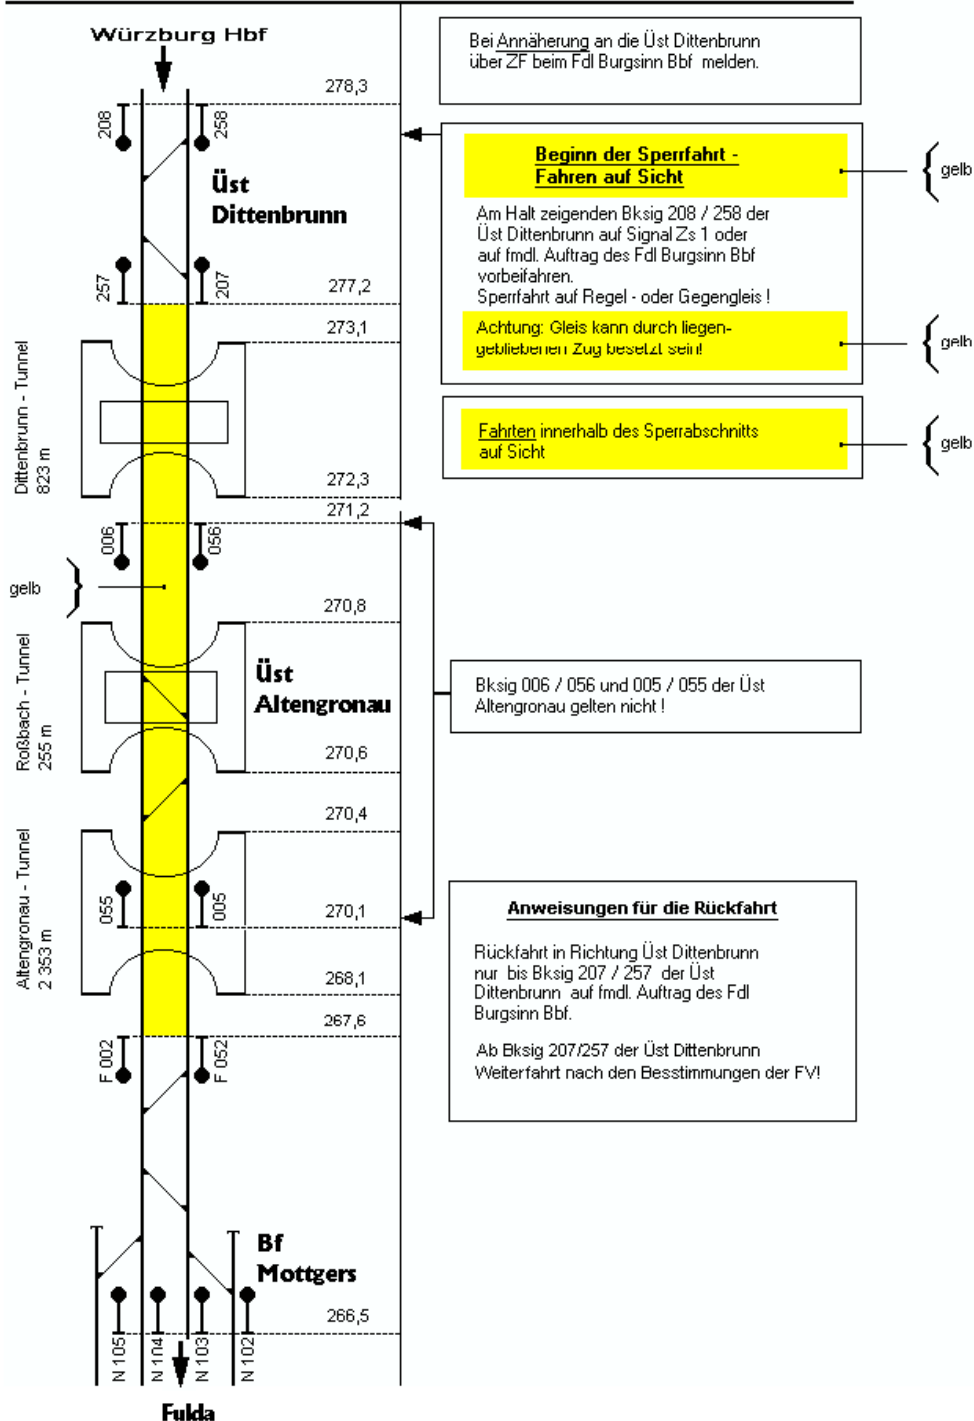 Würzburg Hbf
278,3
208
258
Üst
Dittenbrunn
257
207
277,2
273,1
Dittenbrunn - Tunnel
823 m
272,3
271,2
006
056
gelb
270,8
Roßbach - Tunnel
255 m
Üst
Altengronau
270,6
270,4
Altengronau - Tunnel
2 353 m
055
005
270,1
268,1
267,6
F 002
F 052
Bf
Mottgers
266,5
N 105
N 104
N 103
N 102
Fulda
Bei Annäherung an die Üst Dittenbrunn
über ZF beim Fdl Burgsinn Bbf melden.
Beginn der Sperrfahrt -
Fahren auf Sicht
gelb
Am Halt zeigenden Bksig 208 / 258 der
Üst Dittenbrunn auf Signal Zs 1 oder
auf fmdl. Auftrag des Fdl Burgsinn Bbf
vorbeifahren.
Sperrfahrt auf Regel - oder Gegengleis !
Achtung: Gleis kann durch liegen-
gebliebenen Zug besetzt sein!
gelb
Fahrten innerhalb des Sperrabschnitts
auf Sicht
gelb
Bksig 006 / 056 und 005 / 055 der Üst
Altengronau gelten nicht !
Anweisungen für die Rückfahrt
Rückfahrt in Richtung Üst Dittenbrunn
nur bis Bksig 207 / 257 der Üst
Dittenbrunn auf fmdl. Auftrag des Fdl
Burgsinn Bbf.
Ab Bksig 207/257 der Üst Dittenbrunn
Weiterfahrt nach den Besstimmungen der FV!